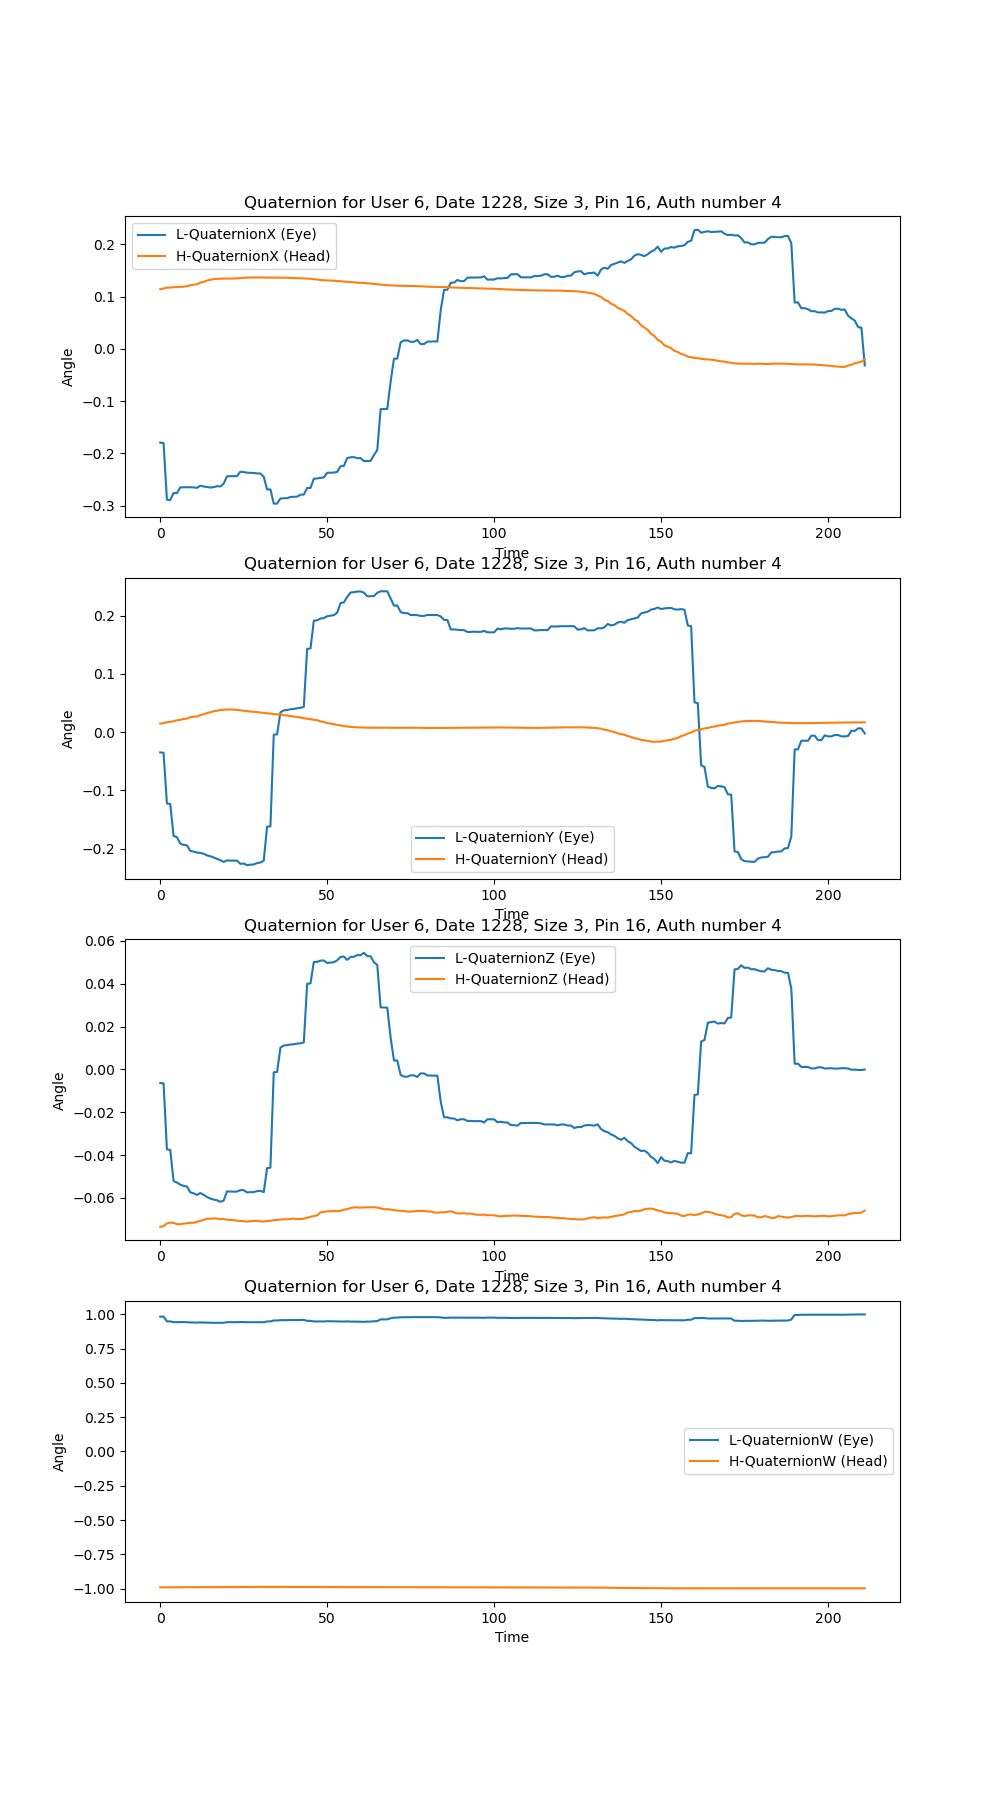 Quaternion for User 6, Date 1228, Size 3, Pin 16, Auth number 4
L-QuaternionX (Eye)
H-QuaternionX (Head)
0.2
0.1
0.0
−0.1
−0.2
−0.3
Angle
0 50 100 150 200
Time
Quaternion for User 6, Date 1228, Size 3, Pin 16, Auth number 4
0.2
0.1
0.0
−0.1
−0.2
Angle
L-QuaternionY (Eye)
H-QuaternionY (Head)
0 50 100 150 200
Time
Quaternion for User 6, Date 1228, Size 3, Pin 16, Auth number 4
L-QuaternionZ (Eye)
H-QuaternionZ (Head)
0.06
0.04
0.02
0.00
−0.02
−0.04
−0.06
Angle
0 50 100 150 200
Time
Quaternion for User 6, Date 1228, Size 3, Pin 16, Auth number 4
1.00
0.75
0.50
0.25
0.00
−0.25
−0.50
−0.75
−1.00
Angle
L-QuaternionW (Eye)
H-QuaternionW (Head)
0 50 100 150 200
Time